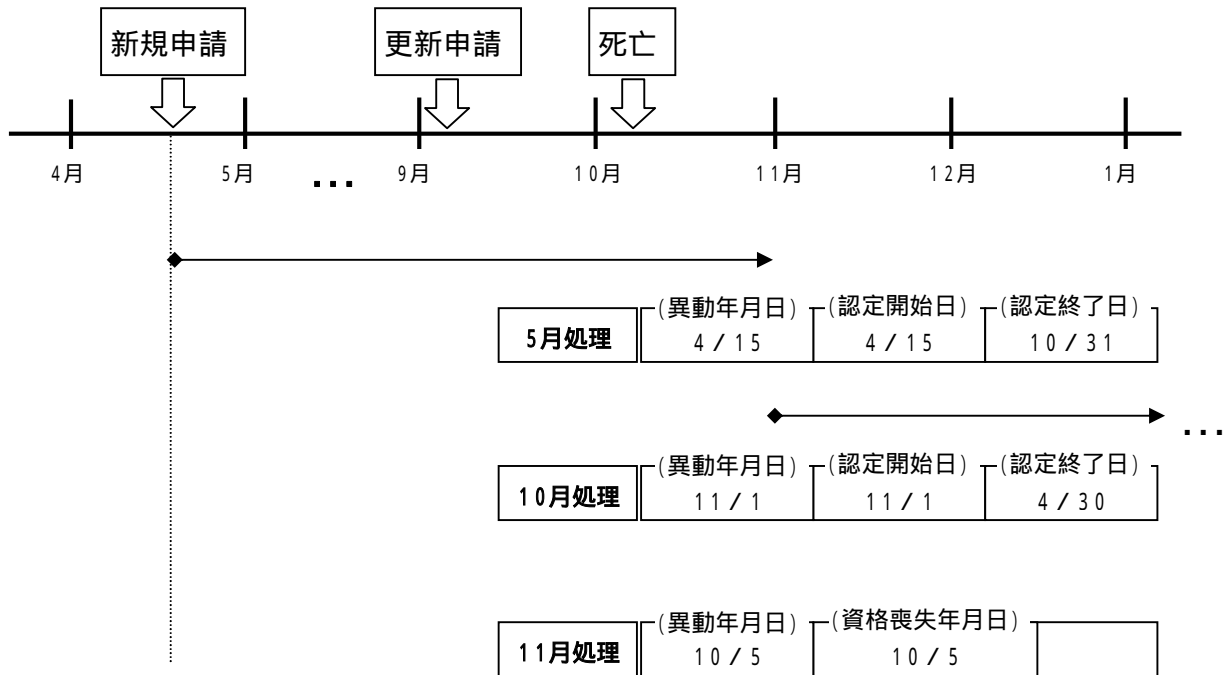 新規申請 更新申請 死亡
4月 5月 ... 9月 10月 11月 12月 1月
(異動年月日) (認定開始日) (認定終了日)
5月処理 4/15 4/15 10/31
...
(異動年月日) (認定開始日) (認定終了日)
10月処理 11/1 11/1 4/30
(異動年月日) (資格喪失年月日)
11月処理 10/5 10/5